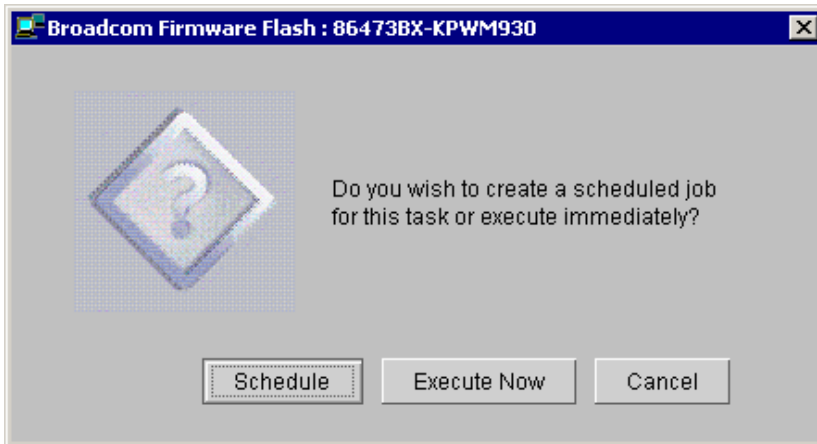 Broadcom Firmware Flash : 86473BX-KPWM930
Do you wish to create a scheduled job
for this task or execute immediately?
Schedule
Execute Now
Cancel